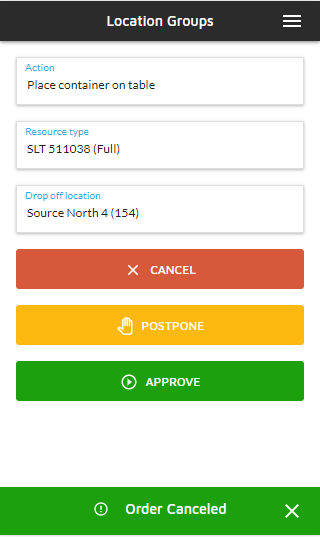 Location Groups
Action
Place container on table
Resource type
SLT 511038 (Full)
Drop off location
Source North 4 (154)
CANCEL
POSTPONE
APPROVE
Order Canceled